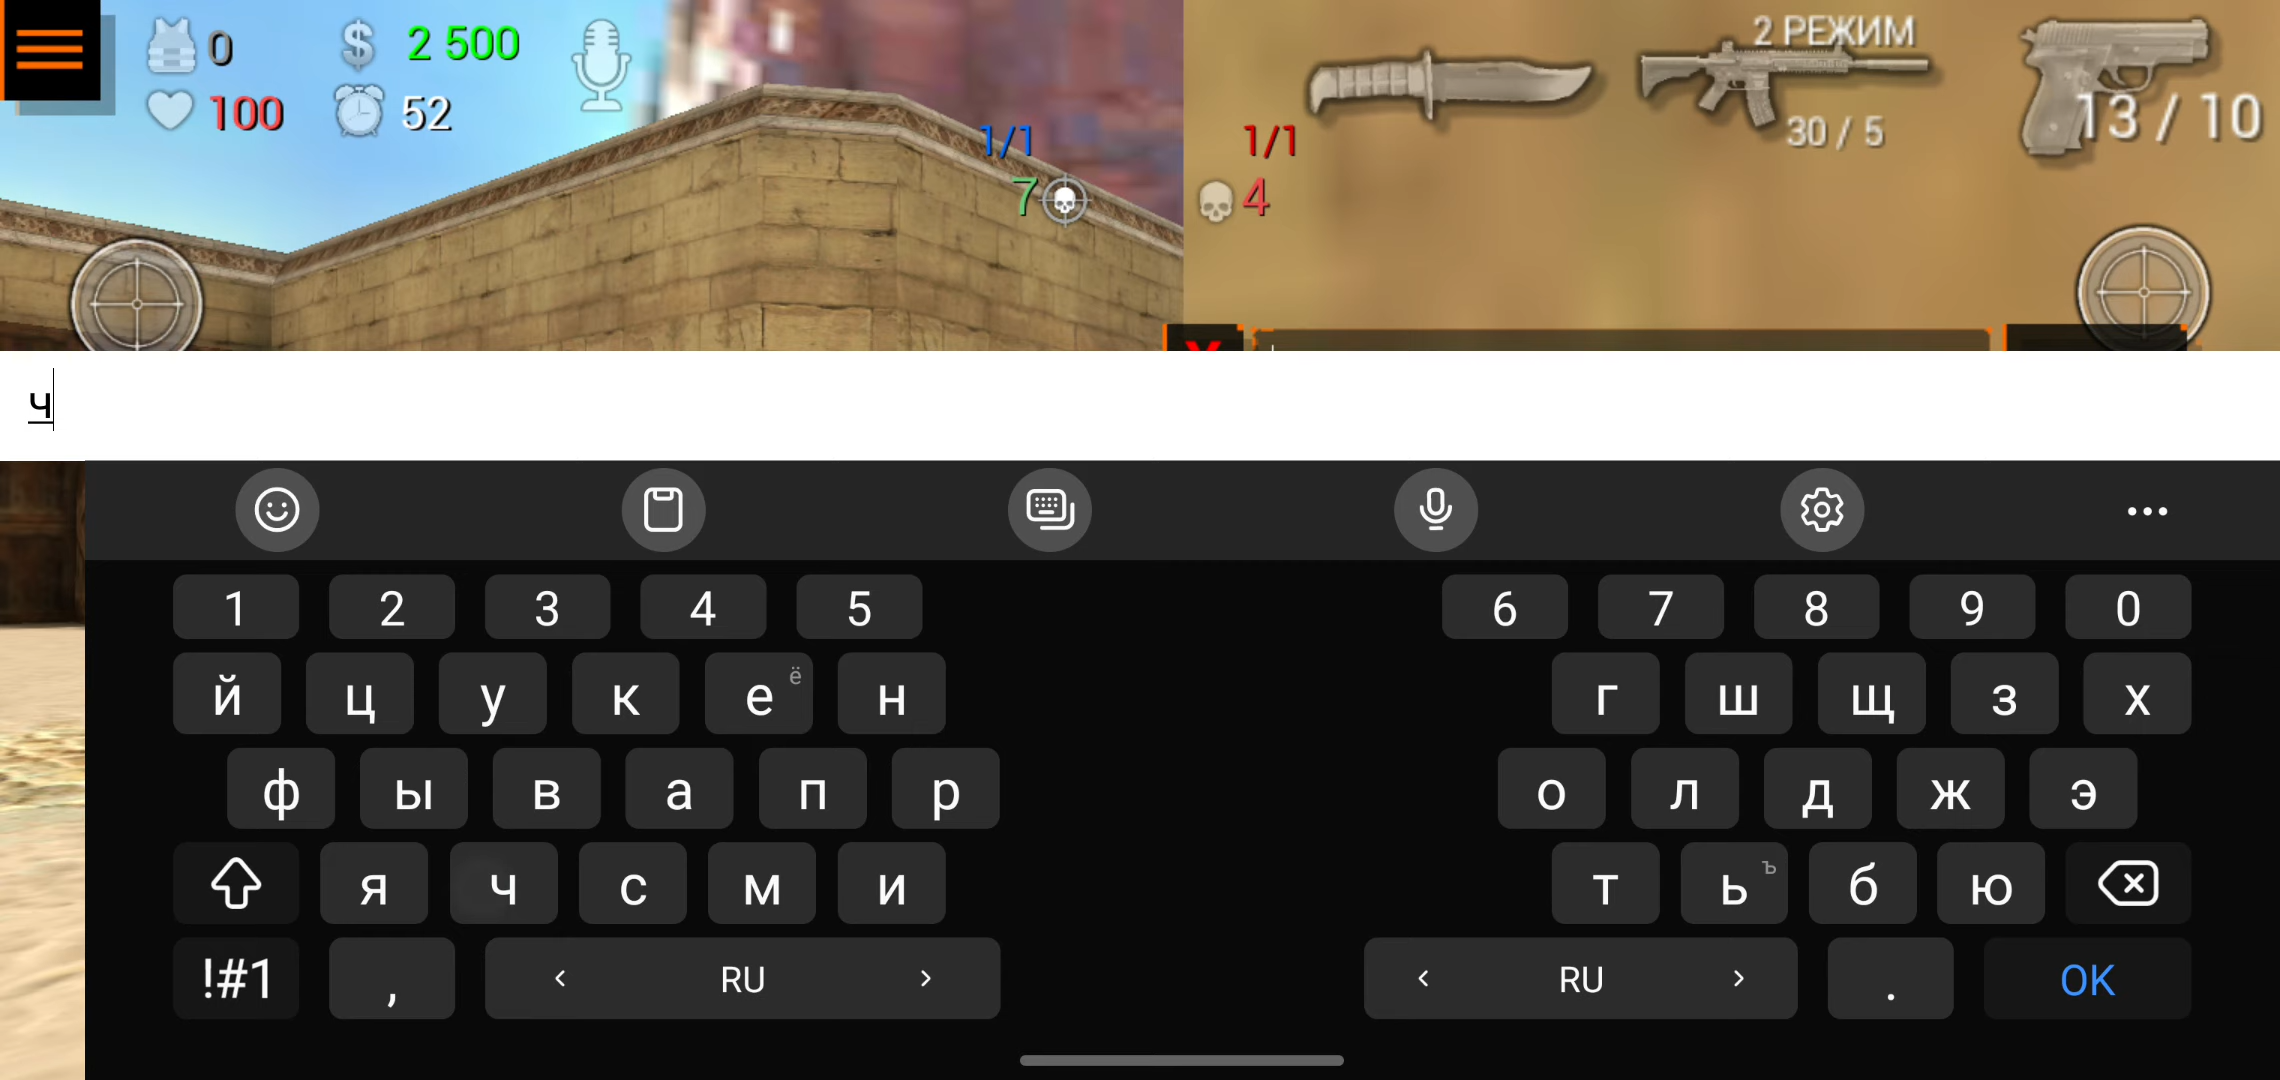 0 $ 2 500
100 52
2 РЕЖИМ
30 / 5
13 / 10
1/1 1/1
7 4
X
ч
1 2 3 4 5 6 7 8 9 0
й ц у к е ё н г ш щ з х
ф ы в а п р о л д ж э
я ч с м и т ь ъ б ю
!#1 , < RU > < RU > . OK